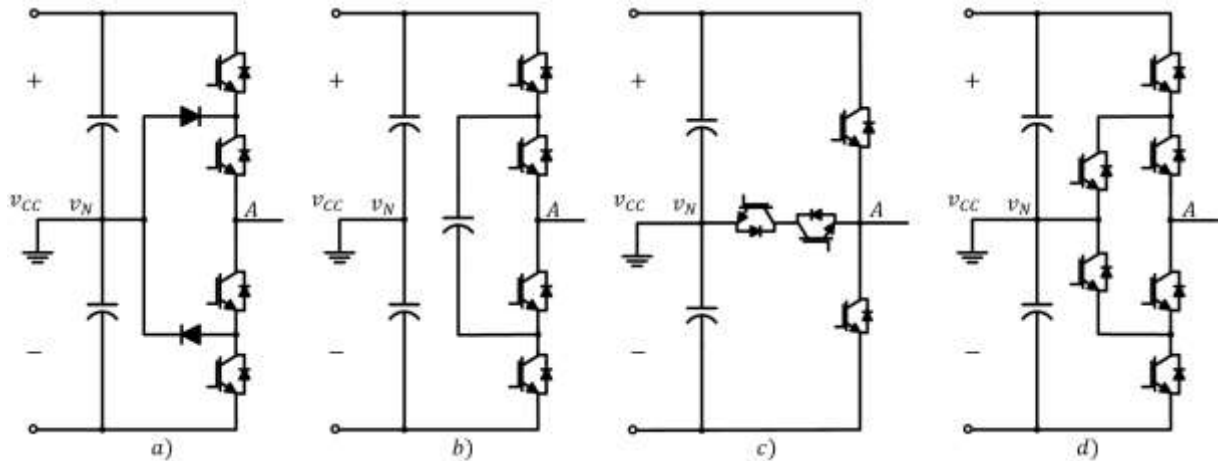 + + + +
v_CC v_N A v_CC v_N A v_CC v_N A v_CC v_N A
− − − −
a) b) c) d)